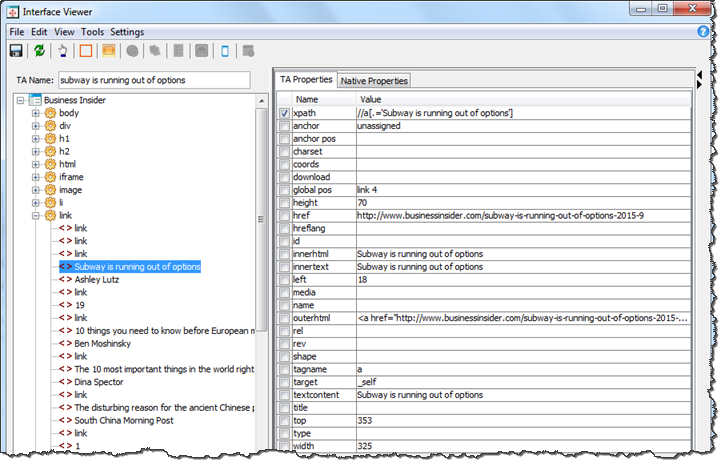 Interface Viewer
File Edit View Tools Settings
TA Name: subway is running out of options
Business Insider
body
div
h1
h2
html
iframe
image
li
link
<> link
<> link
<> link
<> Subway is running out of options
<> Ashley Lutz
<> link
<> 19
<> link
<> 10 things you need to know before European m
<> Ben Moshinsky
<> link
<> The 10 most important things in the world right
<> Dina Spector
<> link
<> The disturbing reason for the ancient Chinese p
<> South China Morning Post
<> link
<> 1
TA Properties Native Properties
Name Value
xpath //a[.='Subway is running out of options']
anchor unassigned
anchor pos
charset
coords
download
global pos link 4
height 70
href http://www.businessinsider.com/subway-is-running-out-of-options-2015-9
hreflang
id
innerhtml Subway is running out of options
innertext Subway is running out of options
left 18
media
name
outerhtml <a href="http://www.businessinsider.com/subway-is-running-out-of-options-2015-...
rel
rev
shape
tagname a
target _self
textcontent Subway is running out of options
title
top 353
type
width 325